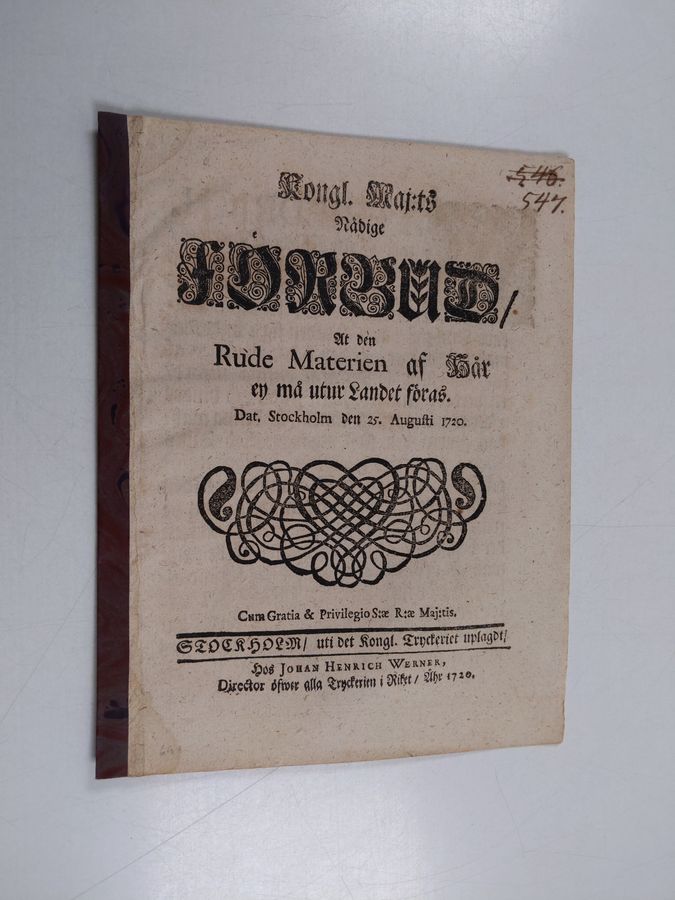 546.
547.
Kongl. Maj:ts
Nådige
FÖRBUD/
At den
Rude Materien af Hår
ey må utur Landet föras.
Dat. Stockholm den 25. Augusti 1720.
Cum Gratia & Privilegio S:æ R:æ Maj:tis.
STOCKHOLM/ uti det Kongl. Tryckeriet uplagdt/
Hos JOHAN HENRICH WERNER,
Director öfwer alla Tryckerien i Riket / Åhr 1720.